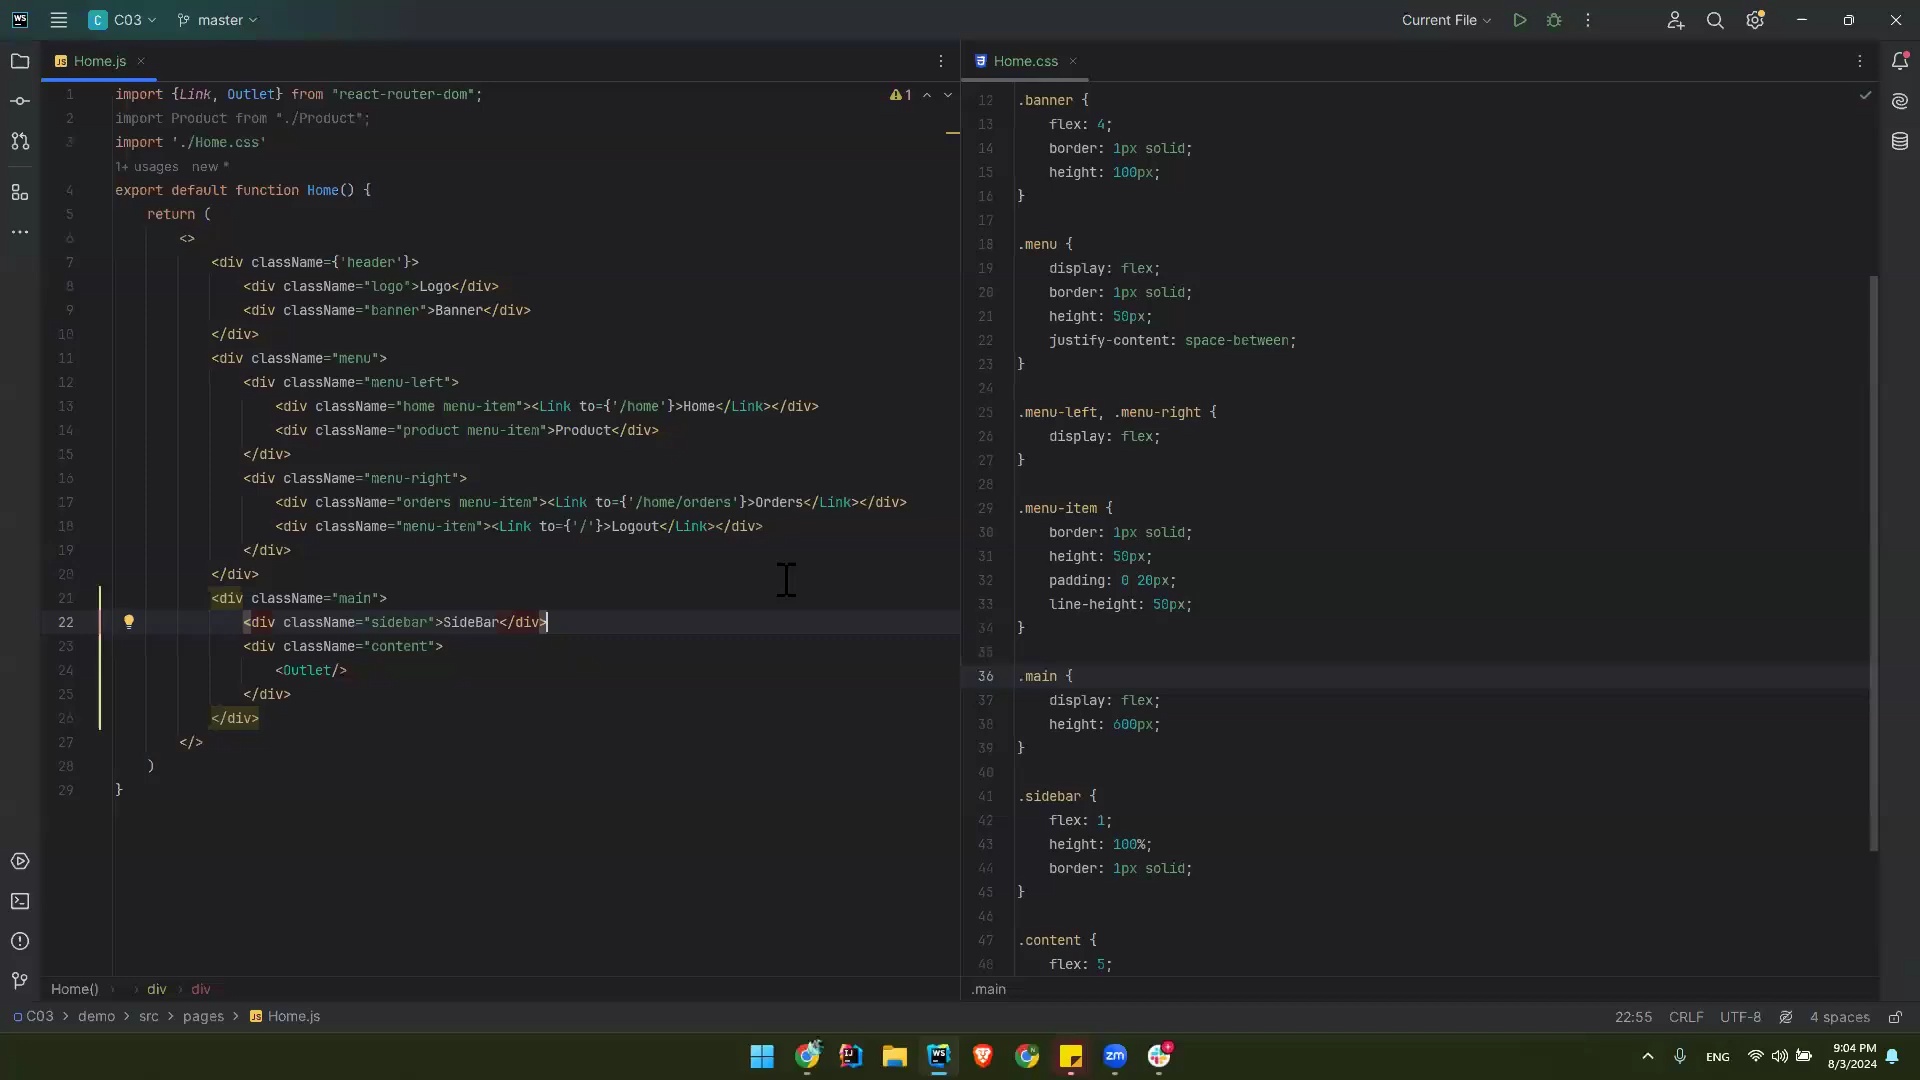 WS
C C03
master
Current File
JS Home.js
Home.css
1
2
3
4
5
6
7
8
9
10
11
12
13
14
15
16
17
18
19
20
21
22
23
24
25
26
27
28
29
import {Link, Outlet} from "react-router-dom";
import Product from "./Product";
import './Home.css'
1+ usages new *
export default function Home() {
return (
<>
<div className={'header'}>
<div className="logo">Logo</div>
<div className="banner">Banner</div>
</div>
<div className="menu">
<div className="menu-left">
<div className="home menu-item"><Link to={'/home'}>Home</Link></div>
<div className="product menu-item">Product</div>
</div>
<div className="menu-right">
<div className="orders menu-item"><Link to={'/home/orders'}>Orders</Link></div>
<div className="menu-item"><Link to={'/'}>Logout</Link></div>
</div>
</div>
<div className="main">
<div className="sidebar">SideBar</div>
<div className="content">
<Outlet/>
</div>
</div>
</>
)
}
1
12 .banner {
13 flex: 4;
14 border: 1px solid;
15 height: 100px;
16 }
17
18 .menu {
19 display: flex;
20 border: 1px solid;
21 height: 50px;
22 justify-content: space-between;
23 }
24
25 .menu-left, .menu-right {
26 display: flex;
27 }
28
29 .menu-item {
30 border: 1px solid;
31 height: 50px;
32 padding: 0 20px;
33 line-height: 50px;
34 }
35
36 .main {
37 display: flex;
38 height: 600px;
39 }
40
41 .sidebar {
42 flex: 1;
43 height: 100%;
44 border: 1px solid;
45 }
46
47 .content {
48 flex: 5;
Home() div div
.main
C03 > demo > src > pages > JS Home.js
22:55 CRLF UTF-8 4 spaces
IJ WS zm
ENG
9:04 PM
8/3/2024